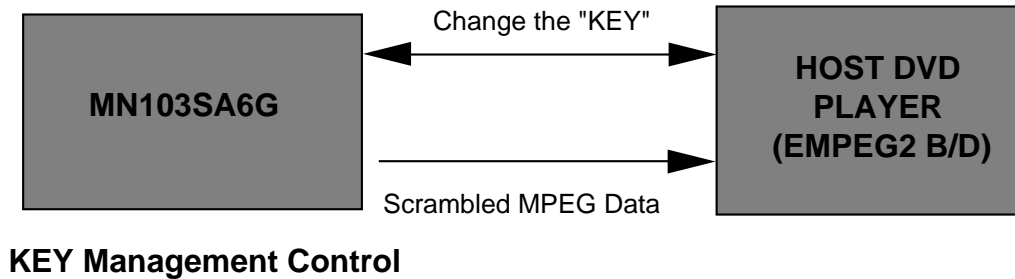 Change the "KEY"
MN103SA6G
HOST DVD
PLAYER
(EMPEG2 B/D)
Scrambled MPEG Data
KEY Management Control